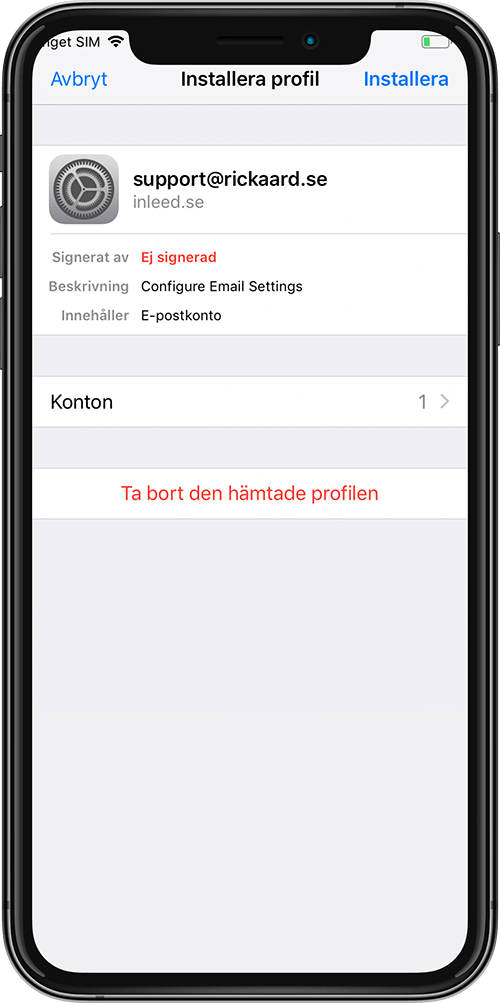 SIM
Avbryt Installera profil Installera
support@rickaard.se
inleed.se
Signerat av Ej signerad
Beskrivning Configure Email Settings
Innehåller E-postkonto
Konton 1
Ta bort den hämtade profilen